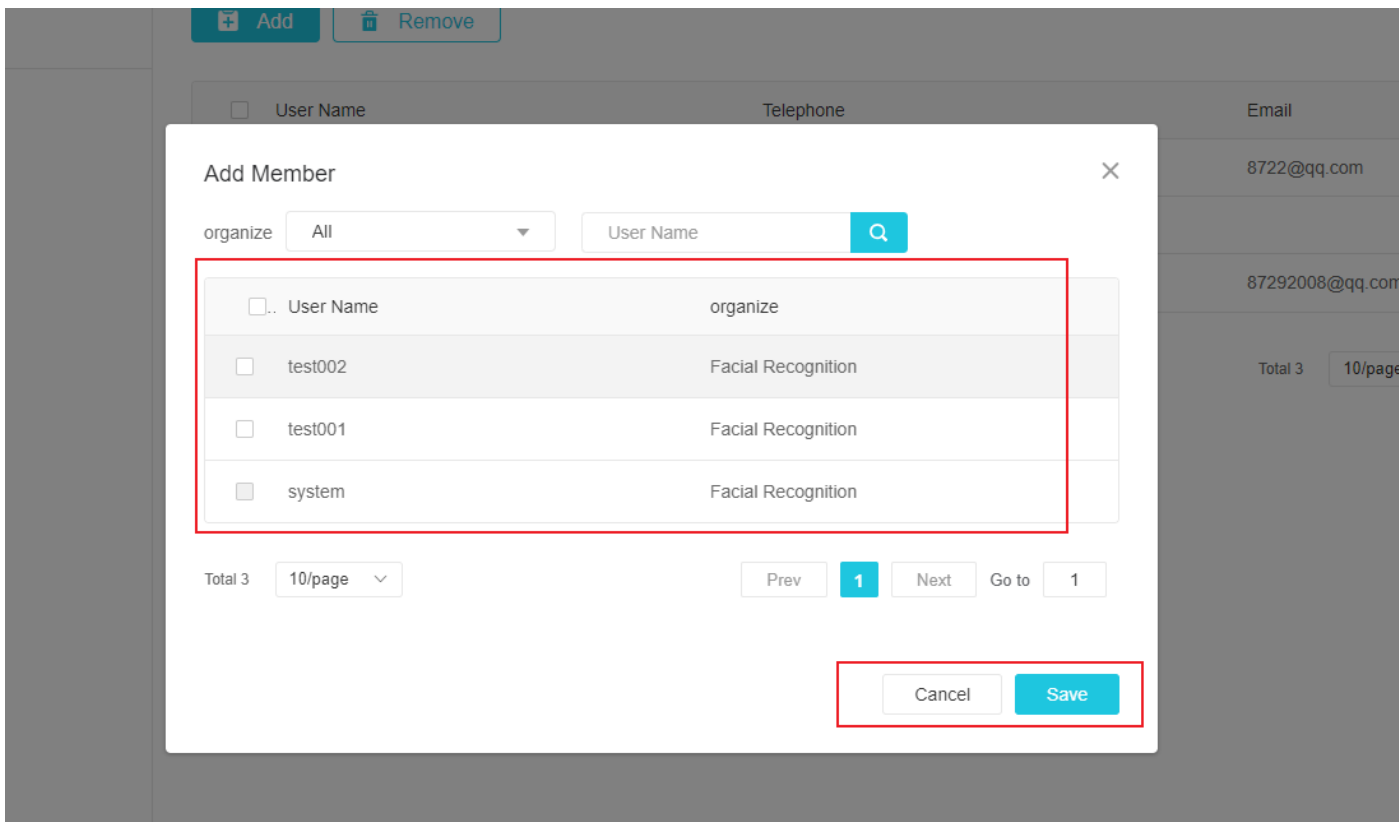 Add Remove
User Name Telephone Email
Add Member
8722@qq.com
organize All User Name
87292008@qq.com
.. User Name organize
test002 Facial Recognition
Total 3 10/page
test001 Facial Recognition
system Facial Recognition
Total 3 10/page Prev 1 Next Go to 1
Cancel Save